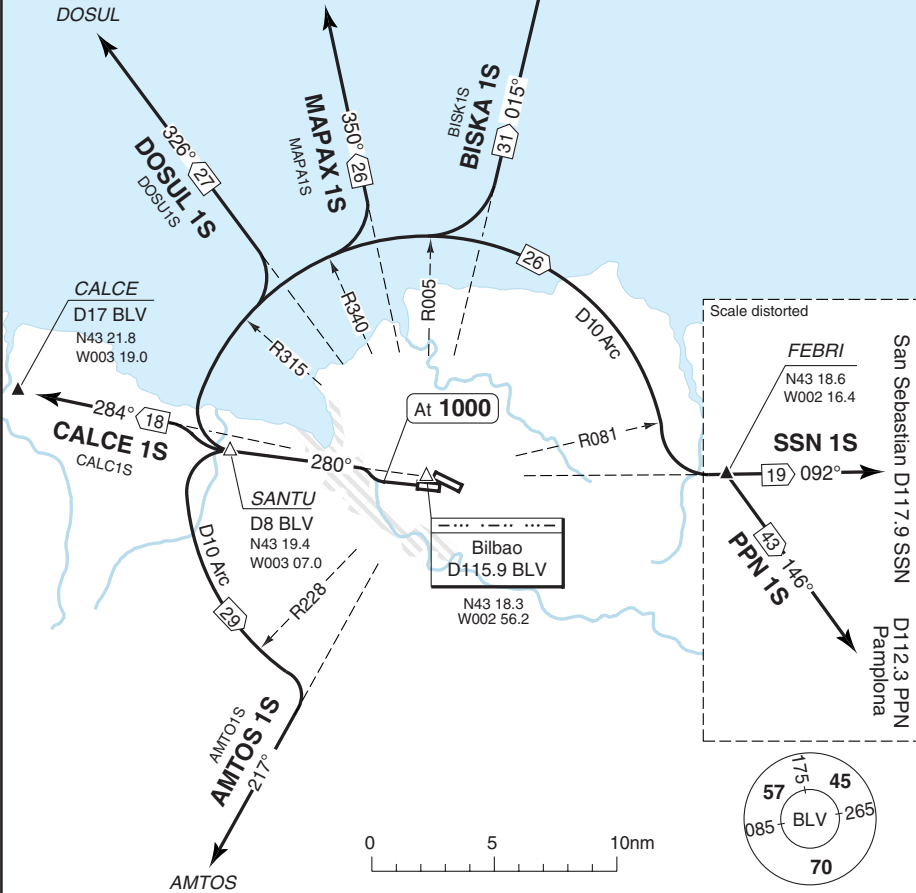 DOSUL
326° 27
DOSUL 1S
DOSU1S
350° 26
MAPAX 1S
MAPA1S
31 015°
BISKA 1S
BISK1S
26
D10 Arc
R005
R340
R315
R081
CALCE
D17 BLV
N43 21.8
W003 19.0
284° 18
CALCE 1S
CALC1S
280°
At 1000
SANTU
D8 BLV
N43 19.4
W003 07.0
Bilbao
D115.9 BLV
N43 18.3
W002 56.2
D10 Arc
29
R228
AMTO1S
AMTOS 1S
217°
AMTOS
Scale distorted
FEBRI
N43 18.6
W002 16.4
SSN 1S
19 092°
43 146°
PPN 1S
San Sebastian D117.9 SSN
D112.3 PPN
Pamplona
0 5 10nm
175
57 45
085 BLV 265
70